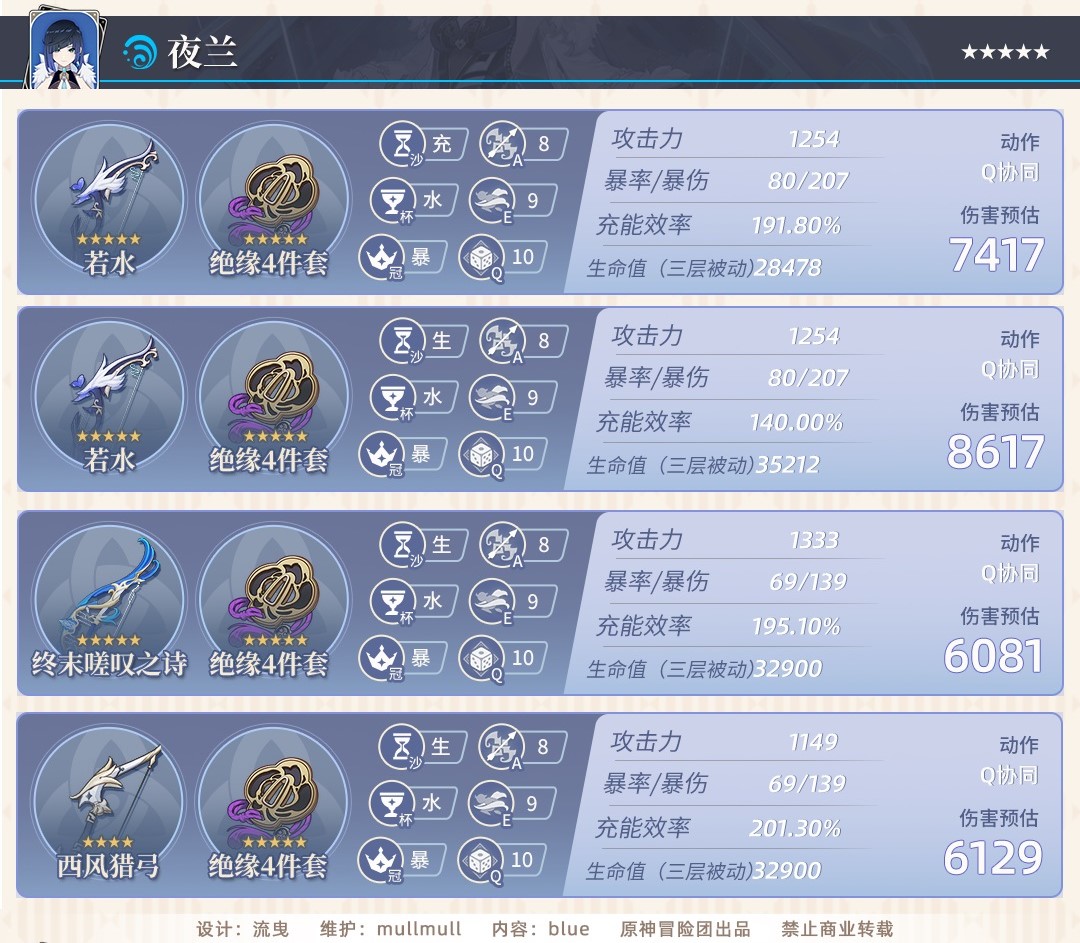 夜兰
★★★★★
若水
绝缘4件套
沙 充
A 8
杯 水
E 9
冠 暴
Q 10
攻击力 1254
暴率/暴伤 80/207
充能效率 191.80%
生命值（三层被动）28478
动作
Q协同
伤害预估
7417
若水
绝缘4件套
沙 生
A 8
杯 水
E 9
冠 暴
Q 10
攻击力 1254
暴率/暴伤 80/207
充能效率 140.00%
生命值（三层被动）35212
动作
Q协同
伤害预估
8617
终末嗟叹之诗
绝缘4件套
沙 生
A 8
杯 水
E 9
冠 暴
Q 10
攻击力 1333
暴率/暴伤 69/139
充能效率 195.10%
生命值（三层被动）32900
动作
Q协同
伤害预估
6081
西风猎弓
绝缘4件套
沙 生
A 8
杯 水
E 9
冠 暴
Q 10
攻击力 1149
暴率/暴伤 69/139
充能效率 201.30%
生命值（三层被动）32900
动作
Q协同
伤害预估
6129
设计：流曳 维护：mullmull 内容：blue 原神冒险团出品 禁止商业转载